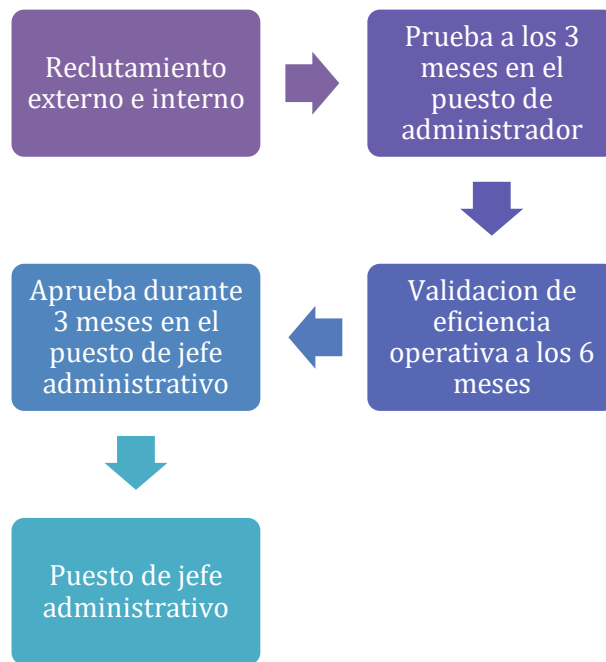 Reclutamiento
externo e interno
Prueba a los 3
meses en el
puesto de
administrador
Validacion de
eficiencia
operativa a los 6
meses
Aprueba durante
3 meses en el
puesto de jefe
administrativo
Puesto de jefe
administrativo